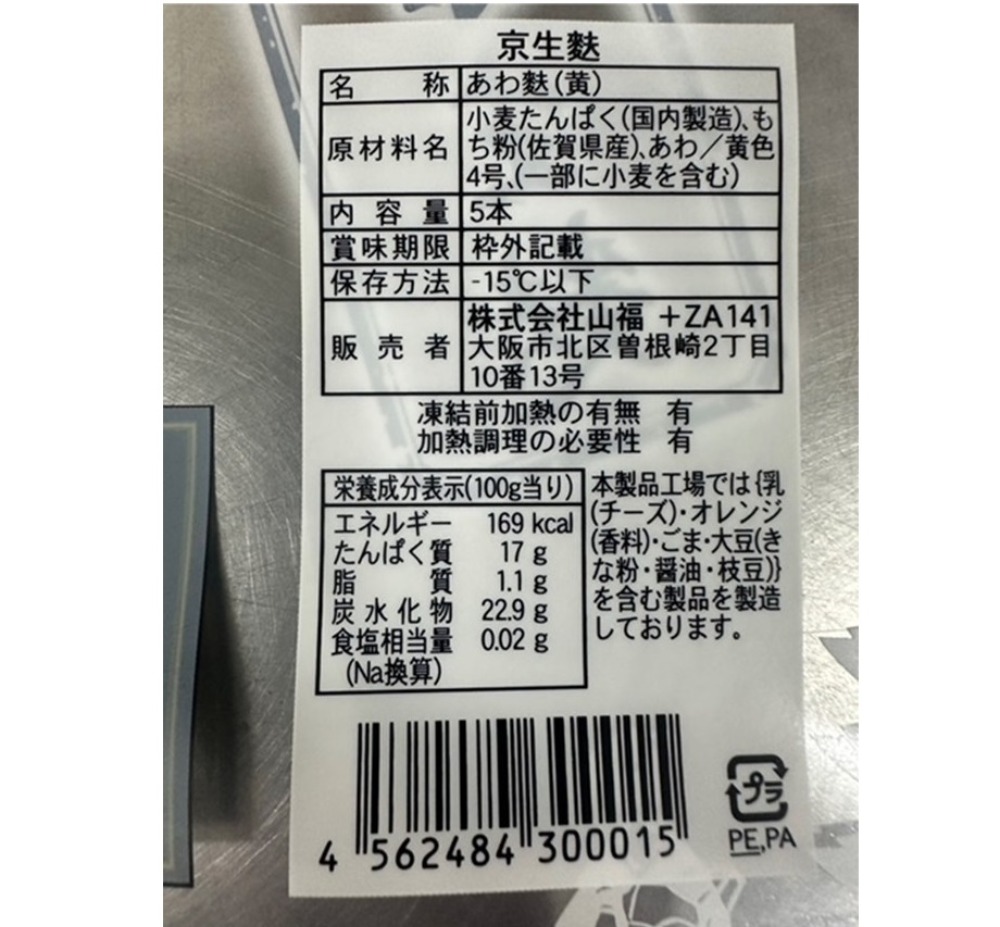 京生麩
名称 あわ麩(黄)
原材料名 小麦たんぱく(国内製造)、も
ち粉(佐賀県産)、あわ/黄色
4号、(一部に小麦を含む)
内容量 5本
賞味期限 枠外記載
保存方法 -15℃以下
販売者 株式会社山福 +ZA141
大阪市北区曽根崎2丁目
10番13号
凍結前加熱の有無 有
加熱調理の必要性 有
栄養成分表示(100g当り)
エネルギー 169 kcal
たんぱく質 17 g
脂質 1.1 g
炭水化物 22.9 g
食塩相当量 0.02 g
(Na換算)
本製品工場では{乳
(チーズ)・オレンジ
(香料)・ごま・大豆(き
な粉・醤油・枝豆)}
を含む製品を製造
しております。
4 562484 300015
プラ
PE,PA